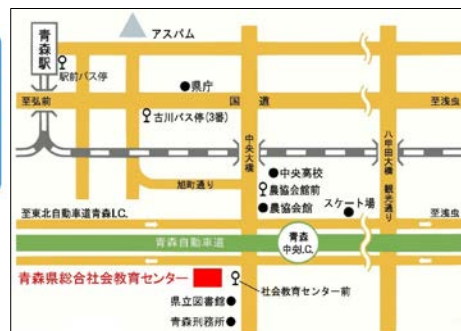 アスパム
青森駅
駅前バス停
県庁
至弘前
国道
至浅虫
古川バス停(3番)
中央大橋
八甲田大橋 観光通り
中央高校
旭町通り
農協会館前
農協会館
スケート場
至東北自動車道青森I.C.
至浅虫
青森自動車道
青森中央I.C.
青森県総合社会教育センター
社会教育センター前
県立図書館
青森刑務所